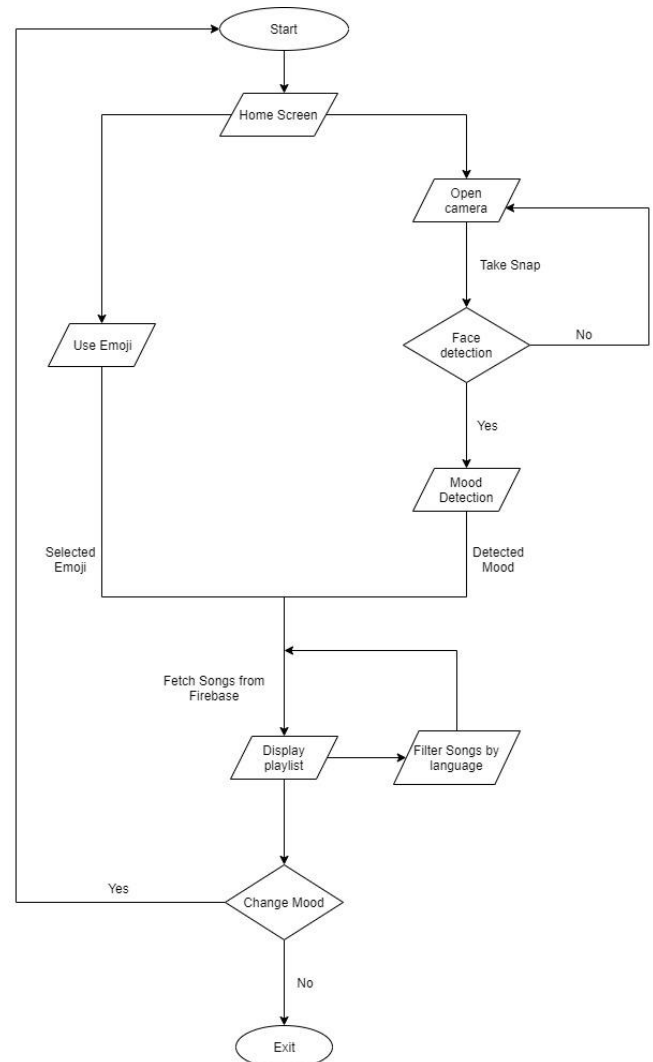 Start
Home Screen
Open
camera
Take Snap
Use Emoji
Face
detection
No
Yes
Mood
Detection
Selected
Emoji
Detected
Mood
Fetch Songs from
Firebase
Display
playlist
Filter Songs by
language
Yes
Change Mood
No
Exit